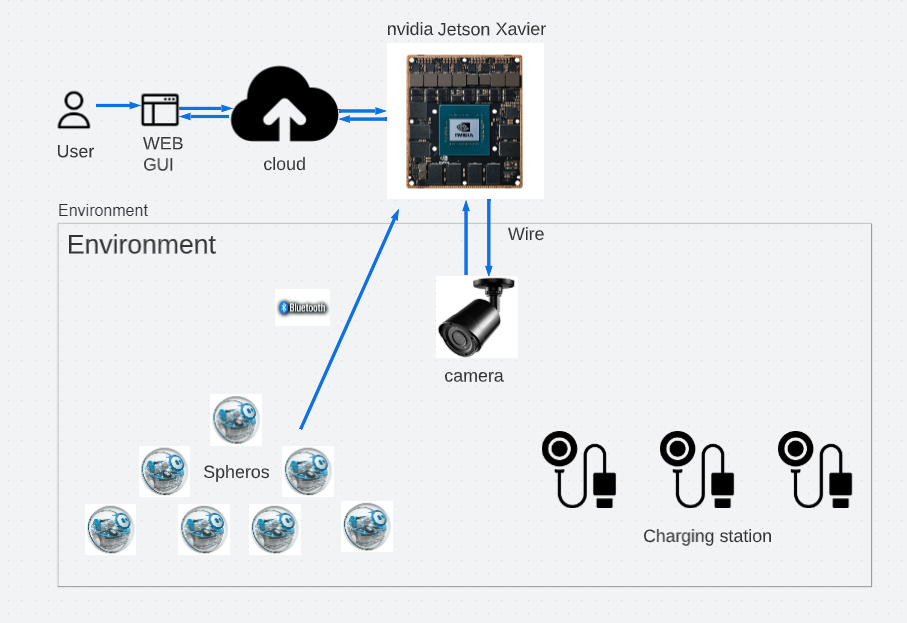 nvidia Jetson Xavier
NVIDIA
User
WEB
GUI
cloud
Environment
Environment
Wire
Bluetooth
camera
Spheros
Charging station